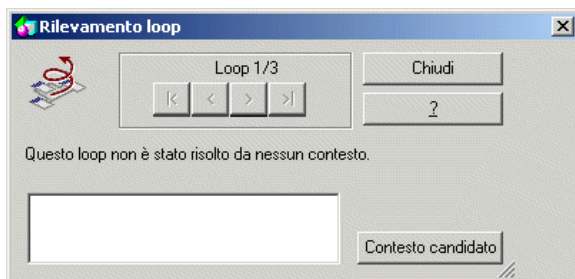 Rilevamento loop
Loop 1/3
Chiudi
?
Questo loop non è stato risolto da nessun contesto.
Contesto candidato